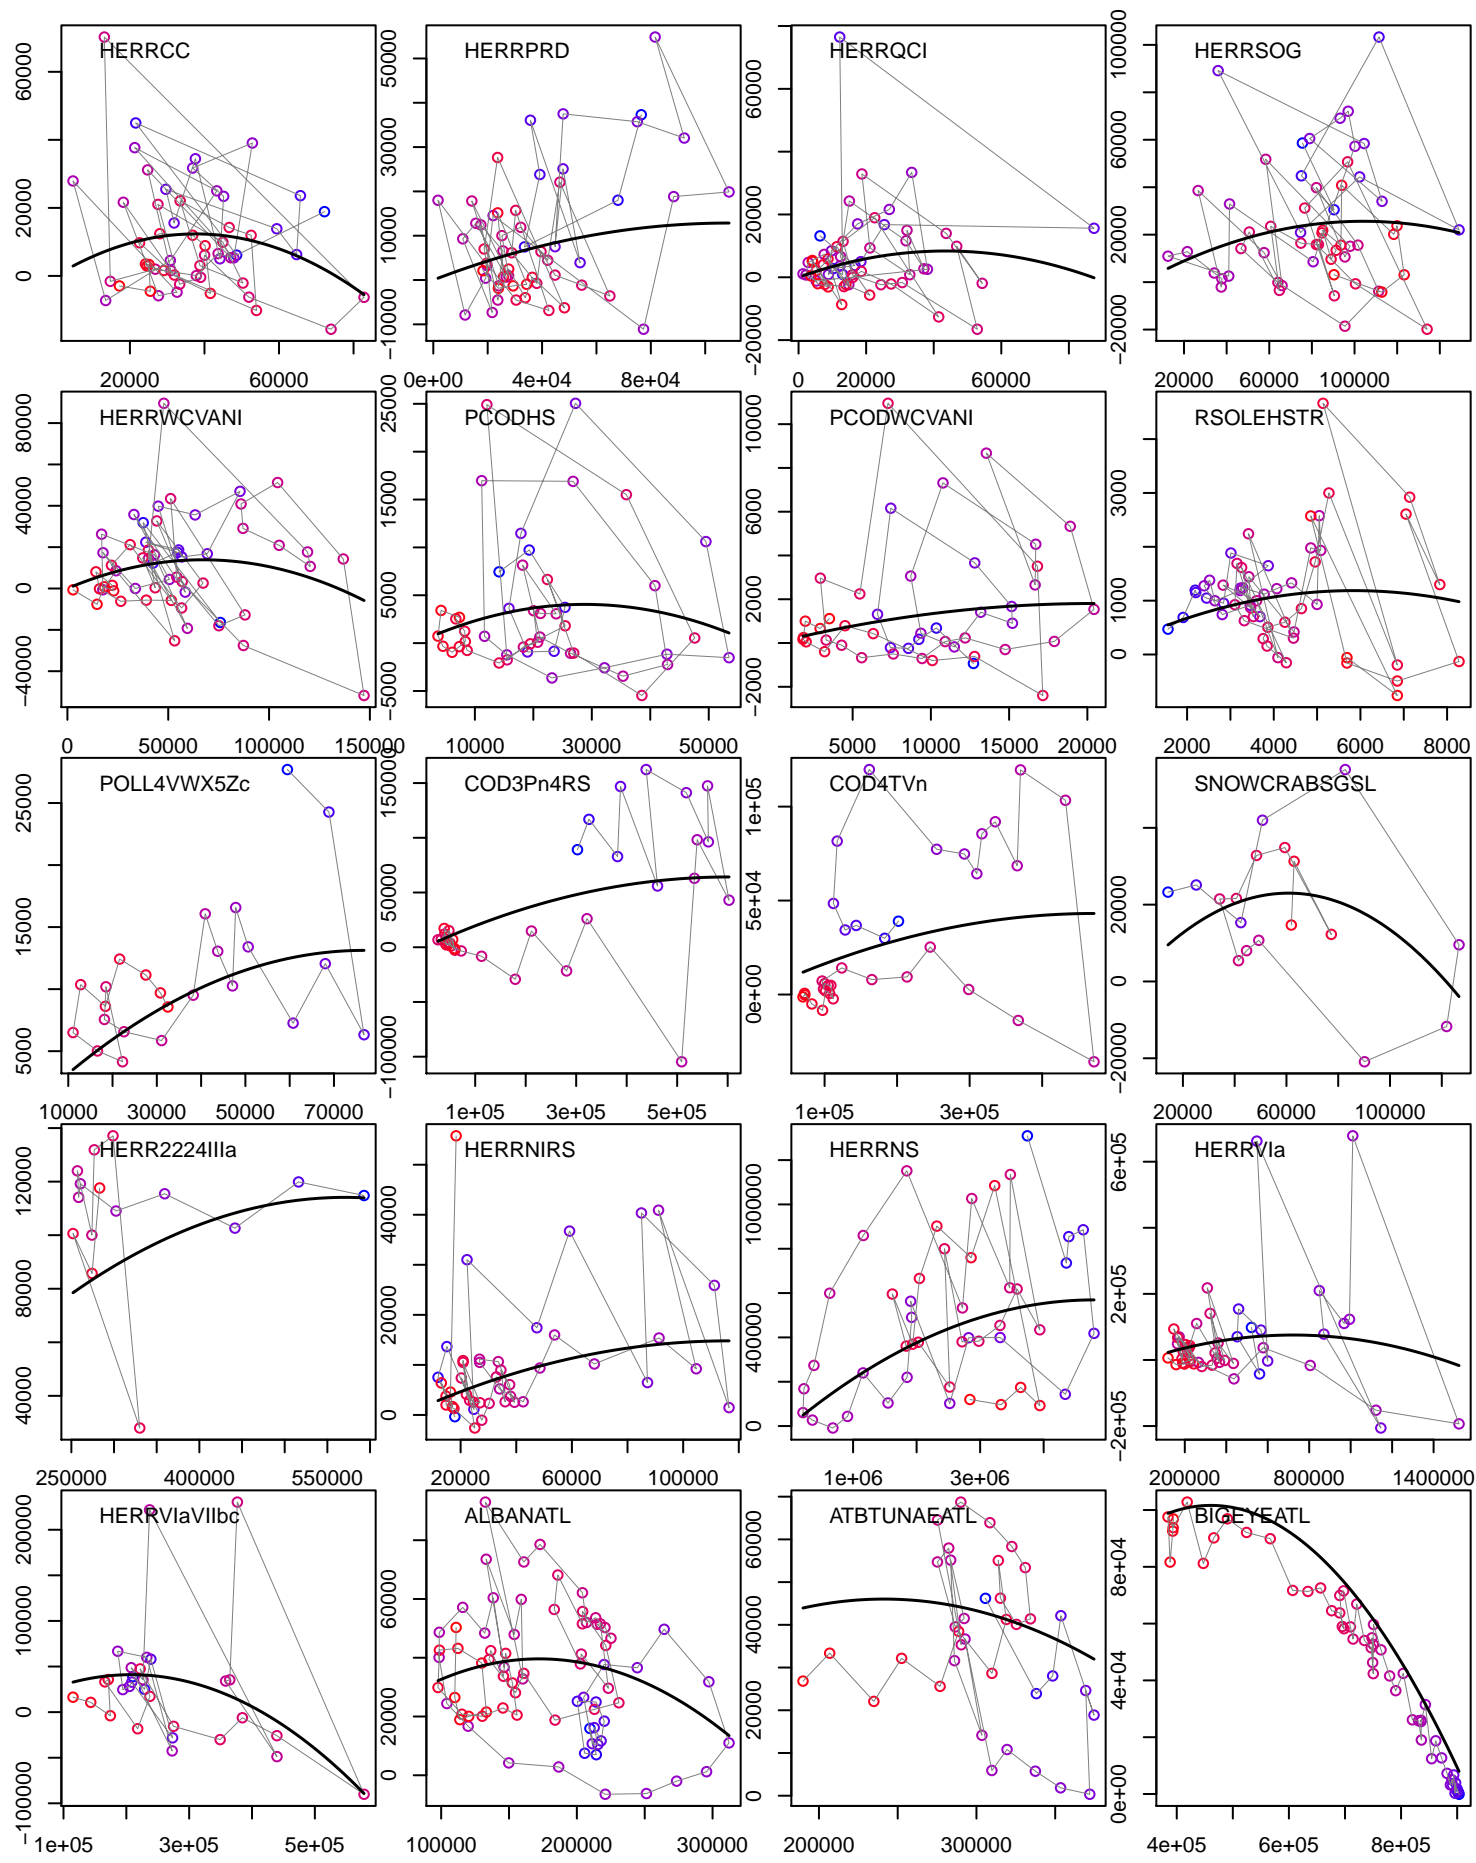 HERRCC
0 20000 60000
20000 60000
HERRPRD
−10000 10000 30000 50000
0e+00 4e+04 8e+04
HERRQCI
−20000 20000 60000
0 20000 60000
HERRSOG
−20000 20000 60000 100000
20000 60000 100000
HERRWCVANI
−40000 0 40000 80000
0 50000 100000 150000
PCODHS
−5000 5000 15000 25000
10000 30000 50000
PCODWCVANI
−2000 2000 6000 10000
5000 10000 15000 20000
RSOLEHSTR
0 1000 3000
2000 4000 6000 8000
POLL4VWX5Zc
5000 15000 25000
10000 30000 50000 70000
COD3Pn4RS
−100000 0 50000 150000
1e+05 3e+05 5e+05
COD4TVn
0e+00 5e+04 1e+05
1e+05 3e+05
SNOWCRABSGSL
−20000 0 20000
20000 60000 100000
HERR2224IIIa
40000 80000 120000
250000 400000 550000
HERRNIRS
0 20000 40000
20000 60000 100000
HERRNS
0 400000 1000000
1e+06 3e+06
HERRVIa
−2e+05 2e+05 6e+05
200000 800000 1400000
HERRVIaVIIbc
−100000 0 100000 200000
1e+05 3e+05 5e+05
ALBANATL
0 20000 60000
100000 200000 300000
ATBTUNAEATL
0 20000 40000 60000
200000 300000
BIGEYEATL
0e+00 4e+04 8e+04
4e+05 6e+05 8e+05